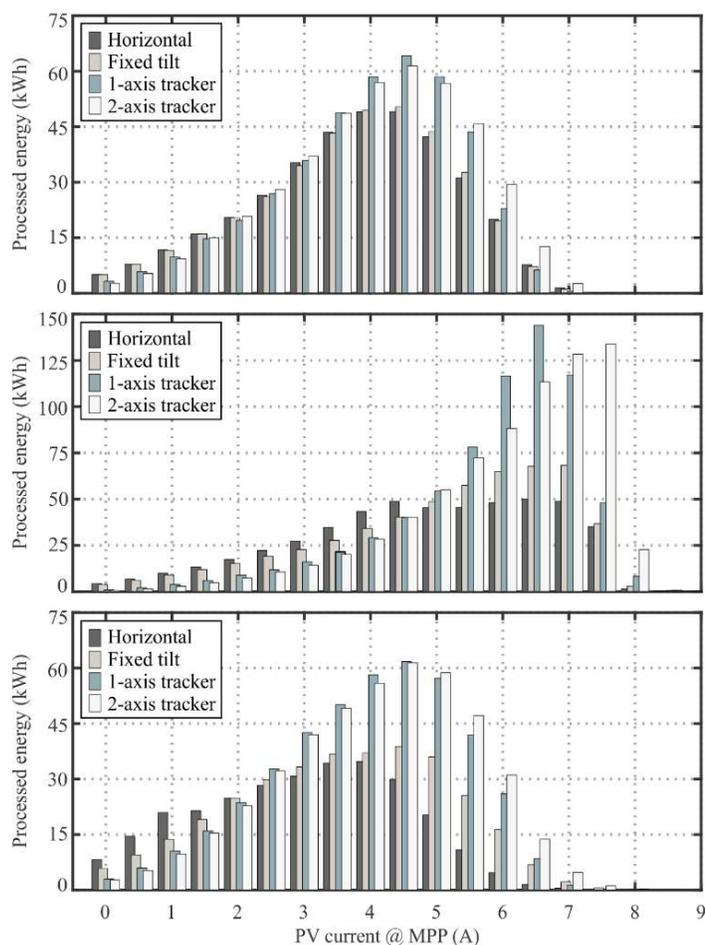 75
60
45
30
15
0
Processed energy (kWh)
Horizontal
Fixed tilt
1-axis tracker
2-axis tracker
150
125
100
75
50
25
0
Processed energy (kWh)
Horizontal
Fixed tilt
1-axis tracker
2-axis tracker
75
60
45
30
15
0
Processed energy (kWh)
Horizontal
Fixed tilt
1-axis tracker
2-axis tracker
0 1 2 3 4 5 6 7 8 9
PV current @ MPP (A)